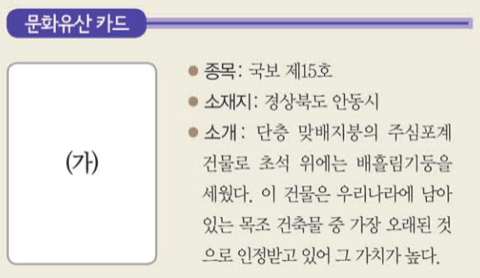 문화유산 카드
(가)
● 종목: 국보 제15호
● 소재지: 경상북도 안동시
● 소개: 단층 맞배지붕의 주심포계
건물로 초석 위에는 배흘림기둥을
세웠다. 이 건물은 우리나라에 남아
있는 목조 건축물 중 가장 오래된 것
으로 인정받고 있어 그 가치가 높다.